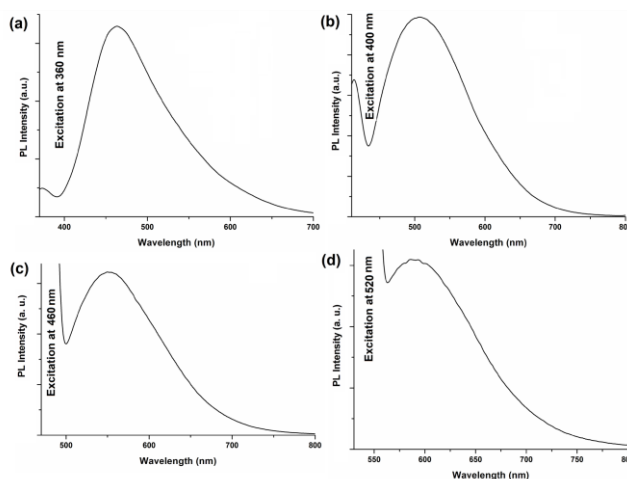 (a)
Excitation at 360 nm
PL Intensity (a.u.)
400 500 600 700
Wavelength (nm)
(b)
Excitation at 400 nm
PL Intensity (a.u.)
500 600 700 800
Wavelength (nm)
(c)
Excitation at 460 nm
PL Intensity (a. u.)
500 600 700 800
Wavelength (nm)
(d)
Excitation at 520 nm
PL Intensity (a. u.)
550 600 650 700 750 800
Wavelength (nm)